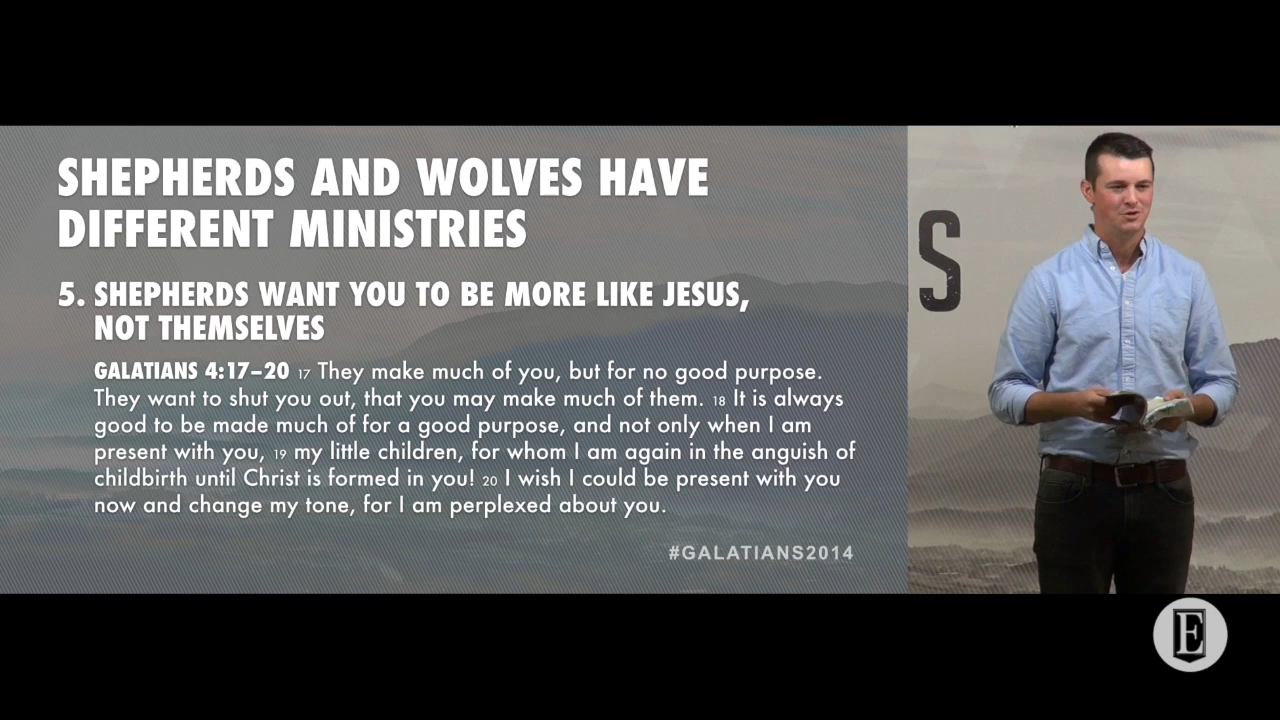 SHEPHERDS AND WOLVES HAVE
DIFFERENT MINISTRIES
5. SHEPHERDS WANT YOU TO BE MORE LIKE JESUS,
NOT THEMSELVES
GALATIANS 4:17–20 17 They make much of you, but for no good purpose.
They want to shut you out, that you may make much of them. 18 It is always
good to be made much of for a good purpose, and not only when I am
present with you, 19 my little children, for whom I am again in the anguish of
childbirth until Christ is formed in you! 20 I wish I could be present with you
now and change my tone, for I am perplexed about you.
#GALATIANS2014
S
E